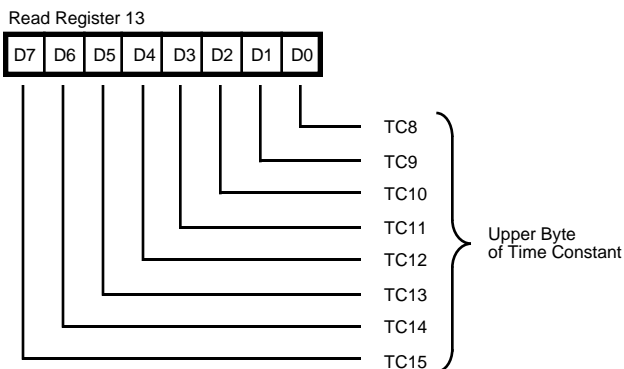 Read Register 13
D7 D6 D5 D4 D3 D2 D1 D0
TC8
TC9
TC10
TC11
TC12
TC13
TC14
TC15
Upper Byte
of Time Constant